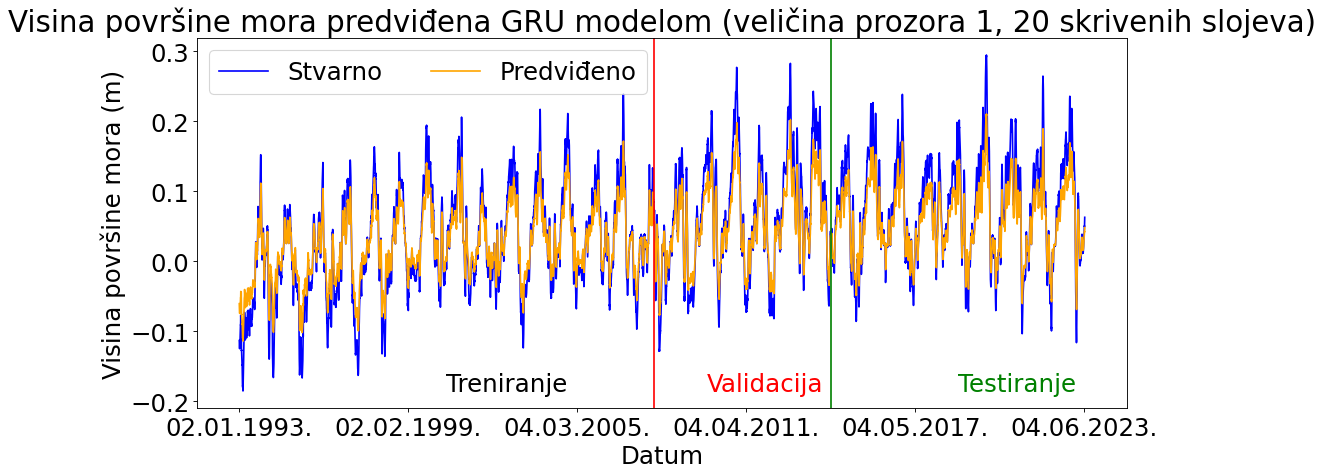 Visina površine mora predviđena GRU modelom (veličina prozora 1, 20 skrivenih slojeva)
Stvarno
Predviđeno
Visina površine mora (m)
0.3
0.2
0.1
0.0
−0.1
−0.2
Treniranje
Validacija
Testiranje
02.01.1993.
02.02.1999.
04.03.2005.
04.04.2011.
04.05.2017.
04.06.2023.
Datum